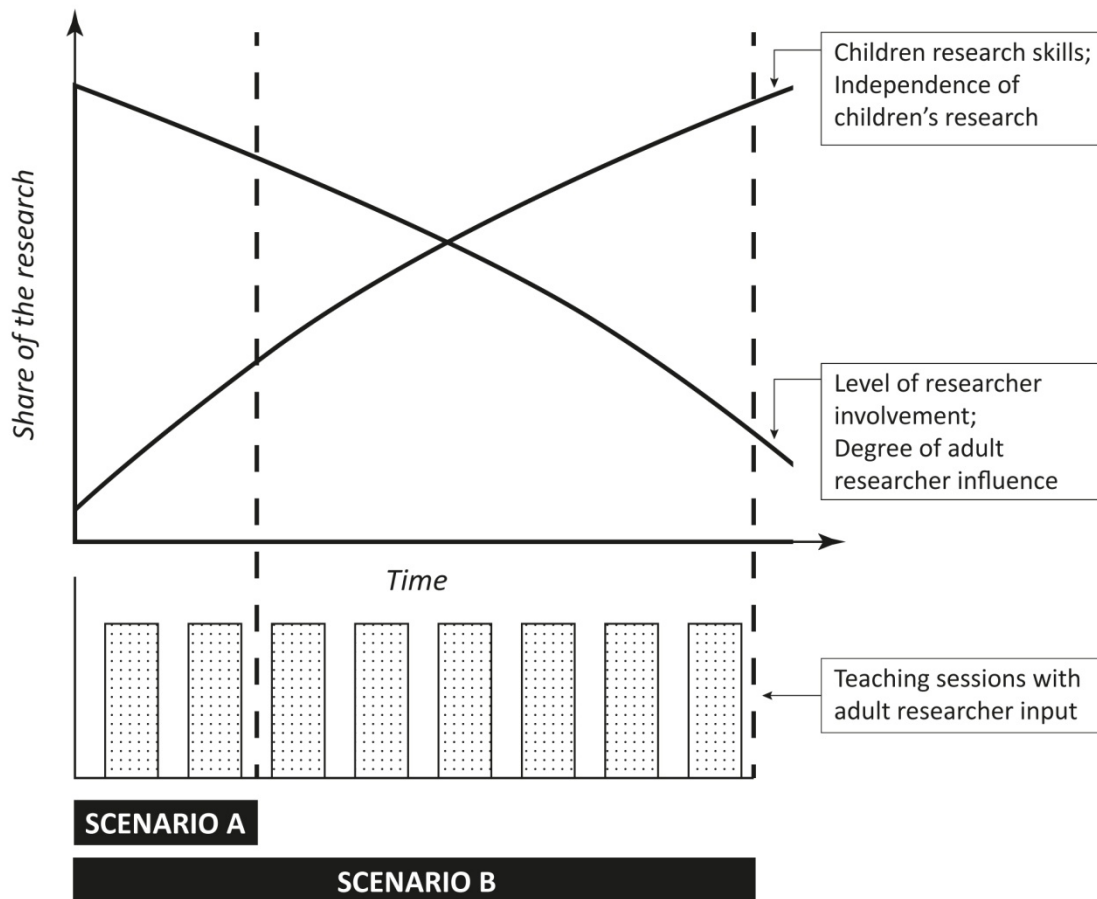 Children research skills;
Independence of
children's research
Share of the research
Level of researcher
involvement;
Degree of adult
researcher influence
Time
Teaching sessions with
adult researcher input
SCENARIO A
SCENARIO B